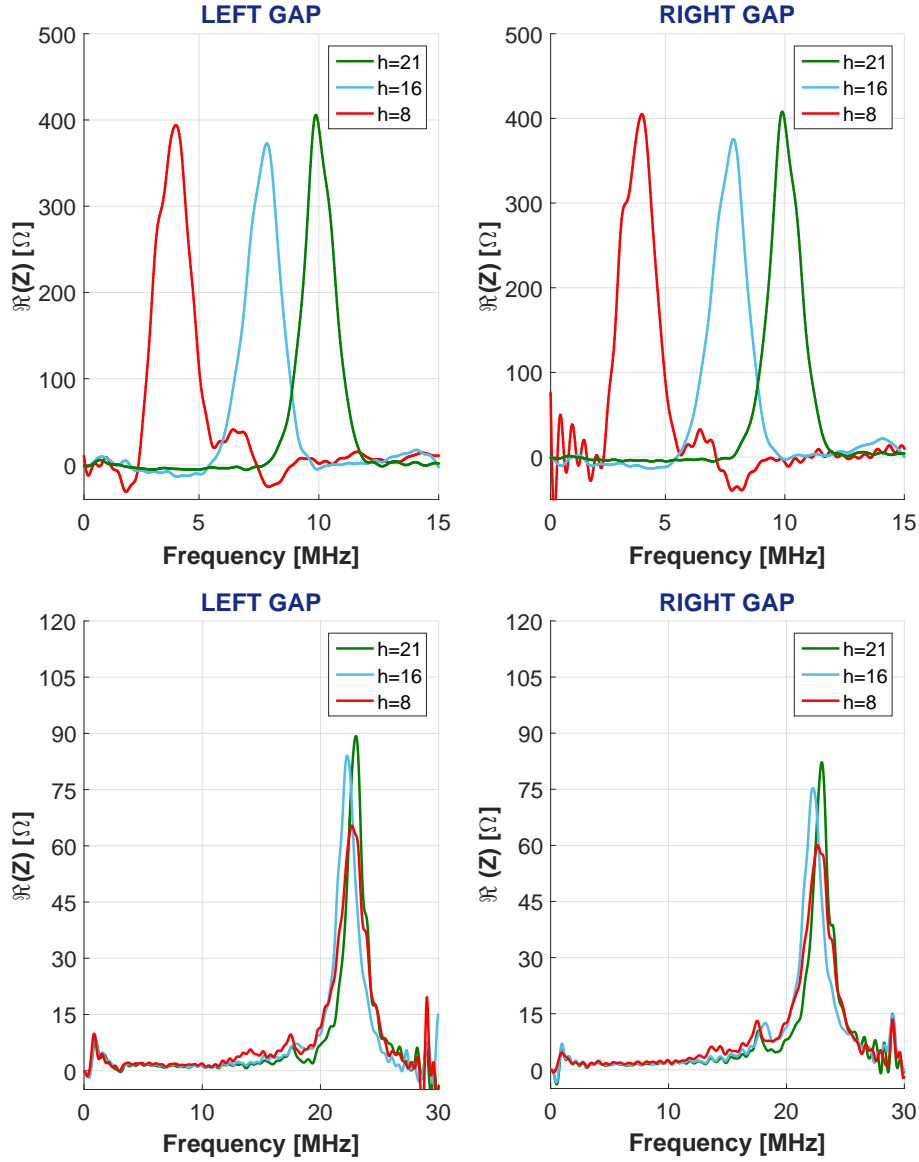 LEFT GAP
500
400
300
200
100
0
ℜ(Z) [Ω]
h=21
h=16
h=8
0 5 10 15
Frequency [MHz]
RIGHT GAP
500
400
300
200
100
0
ℜ(Z) [Ω]
h=21
h=16
h=8
0 5 10 15
Frequency [MHz]
LEFT GAP
120
105
90
75
60
45
30
15
0
ℜ(Z) [Ω]
h=21
h=16
h=8
0 10 20 30
Frequency [MHz]
RIGHT GAP
120
105
90
75
60
45
30
15
0
ℜ (Z) [Ω]
h=21
h=16
h=8
0 10 20 30
Frequency [MHz]